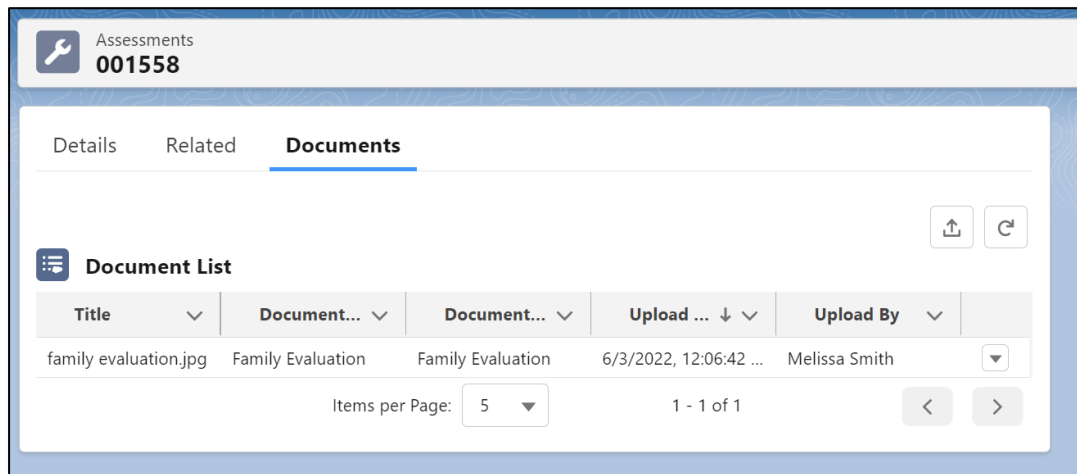 Assessments
001558
Details Related Documents
Document List
Title Document... Document... Upload ... Upload By
family evaluation.jpg Family Evaluation Family Evaluation 6/3/2022, 12:06:42 ... Melissa Smith
Items per Page: 5 1 - 1 of 1